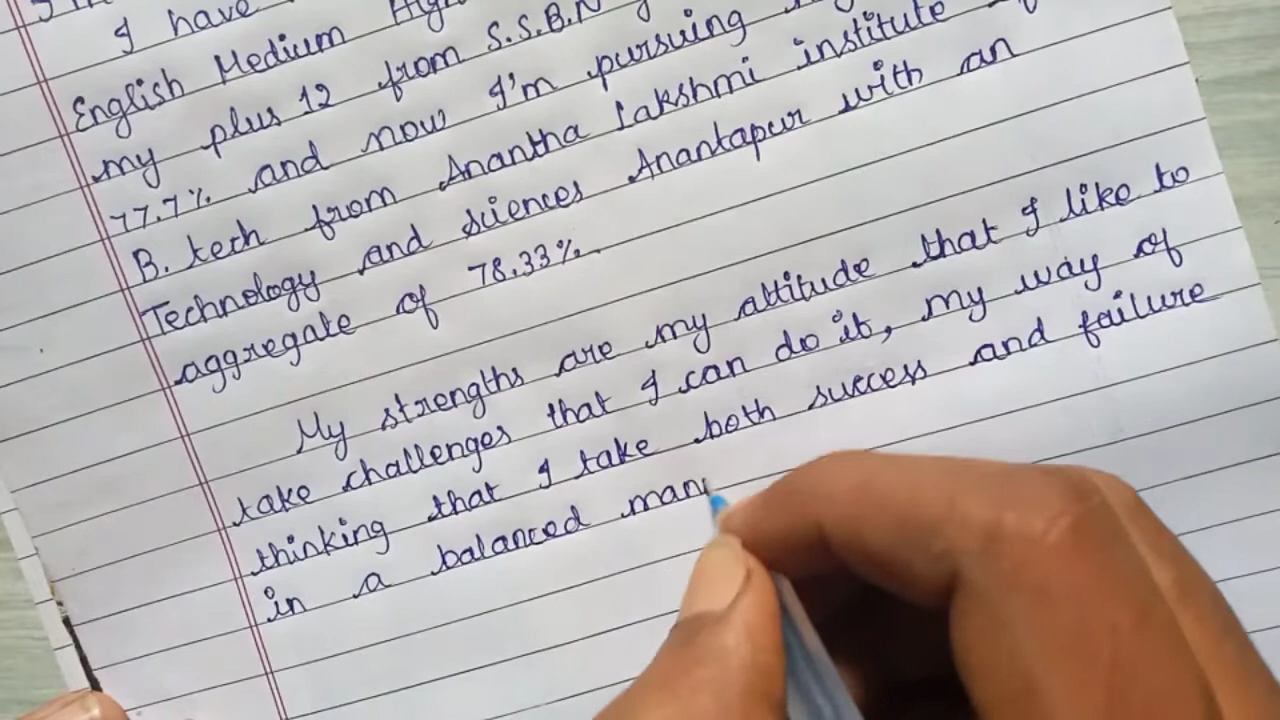 I have
English Medium High
my plus 12 from S.S.B.N
77.7% and now I'm pursuing
B. tech from Anantha Lakshmi institute
Technology and sciences Anantapur with an
aggregate of 78.33%.
My strengths are my attitude that I like to
take challenges that I can do it, my way of
thinking that I take both success and failure
in a balanced man